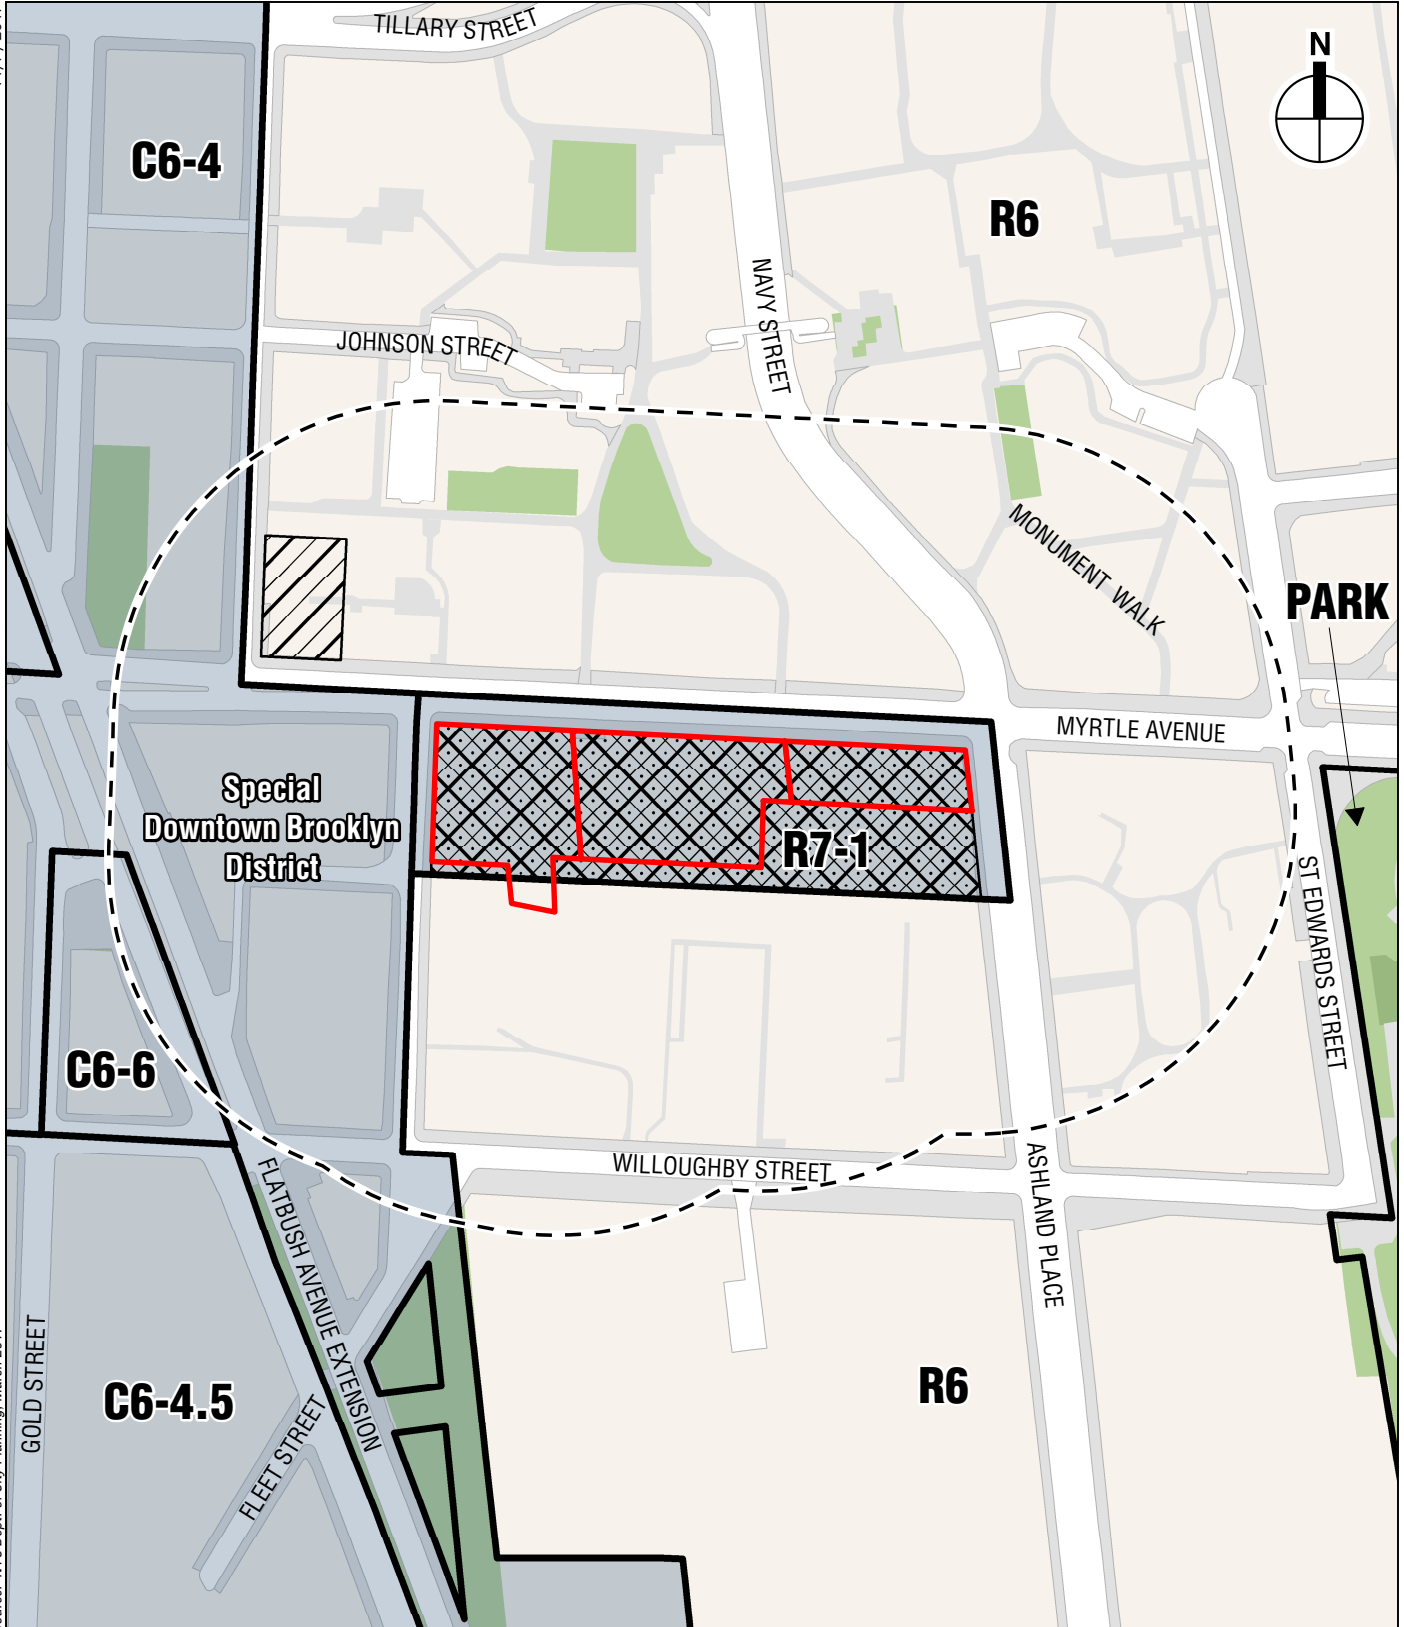 TILLARY STREET
N
C6-4
R6
NAVY STREET
JOHNSON STREET
MONUMENT WALK
PARK
MYRTLE AVENUE
Special
Downtown Brooklyn
District
R7-1
ST EDWARDS STREET
C6-6
WILLOUGHBY STREET
ASHLAND PLACE
FLATBUSH AVENUE EXTENSION
GOLD STREET
C6-4.5
FLEET STREET
R6